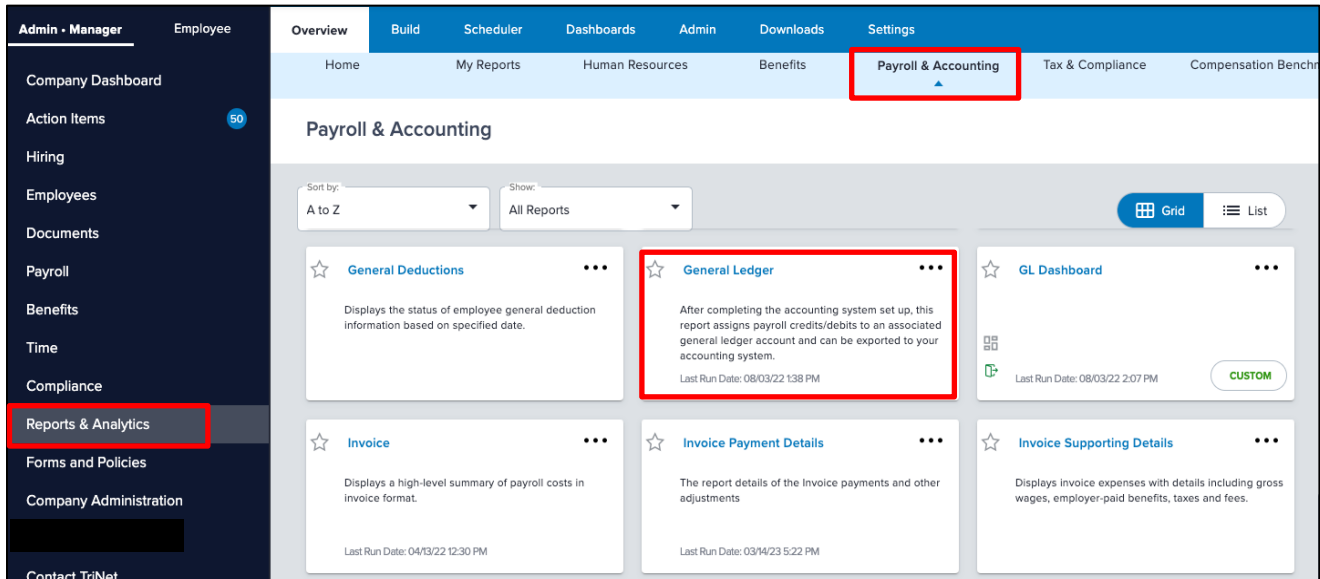 Admin • Manager
Employee
Company Dashboard
Action Items
50
Hiring
Employees
Documents
Payroll
Benefits
Time
Compliance
Reports & Analytics
Forms and Policies
Company Administration
Contact TriNet
Overview
Build
Scheduler
Dashboards
Admin
Downloads
Settings
Home
My Reports
Human Resources
Benefits
Payroll & Accounting
Tax & Compliance
Compensation Benchm
Payroll & Accounting
Sort by:
A to Z
Show:
All Reports
Grid
List
General Deductions
Displays the status of employee general deduction
information based on specified date.
General Ledger
After completing the accounting system set up, this
report assigns payroll credits/debits to an associated
general ledger account and can be exported to your
accounting system.
Last Run Date: 08/03/22 1:38 PM
GL Dashboard
Last Run Date: 08/03/22 2:07 PM
CUSTOM
Invoice
Displays a high-level summary of payroll costs in
invoice format.
Last Run Date: 04/13/22 12:30 PM
Invoice Payment Details
The report details of the Invoice payments and other
adjustments
Last Run Date: 03/14/23 5:22 PM
Invoice Supporting Details
Displays invoice expenses with details including gross
wages, employer-paid benefits, taxes and fees.